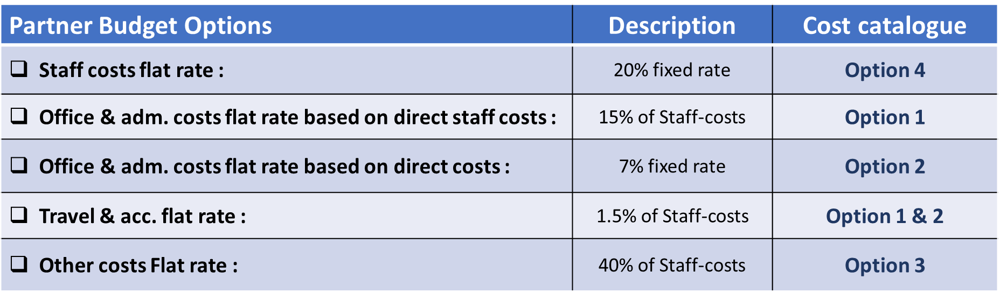 Partner Budget Options Description Cost catalogue
❑ Staff costs flat rate : 20% fixed rate Option 4
❑ Office & adm. costs flat rate based on direct staff costs : 15% of Staff-costs Option 1
❑ Office & adm. costs flat rate based on direct costs : 7% fixed rate Option 2
❑ Travel & acc. flat rate : 1.5% of Staff-costs Option 1 & 2
❑ Other costs Flat rate : 40% of Staff-costs Option 3